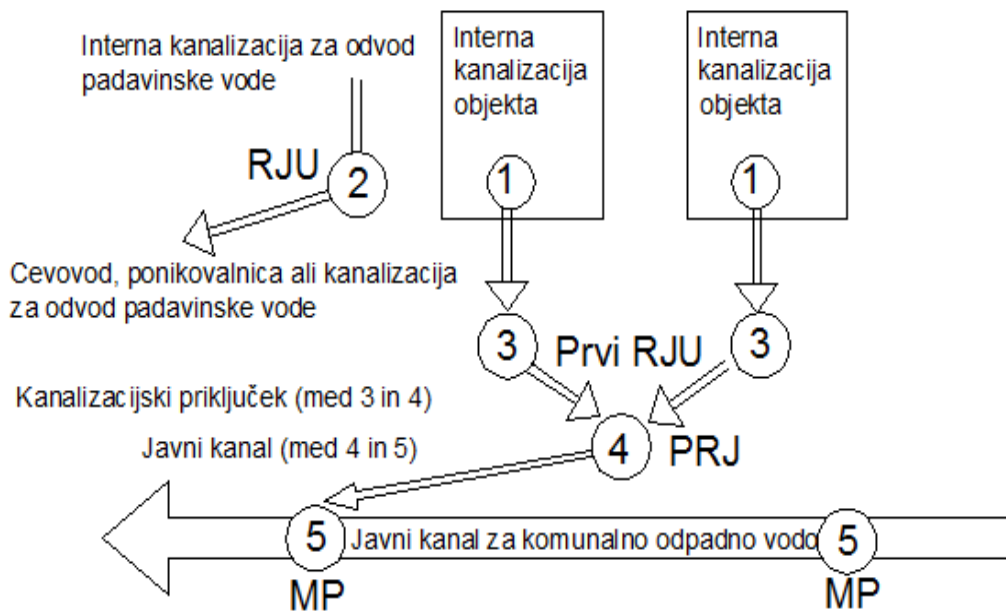 Interna kanalizacija za odvod
padavinske vode
Interna
kanalizacija
objekta
Interna
kanalizacija
objekta
RJU
2
1
1
Cevovod, ponikovalnica ali kanalizacija
za odvod padavinske vode
3
Prvi RJU
3
Kanalizacijski priključek (med 3 in 4)
Javni kanal (med 4 in 5)
4
PRJ
5
Javni kanal za komunalno odpadno vodo
5
MP
MP